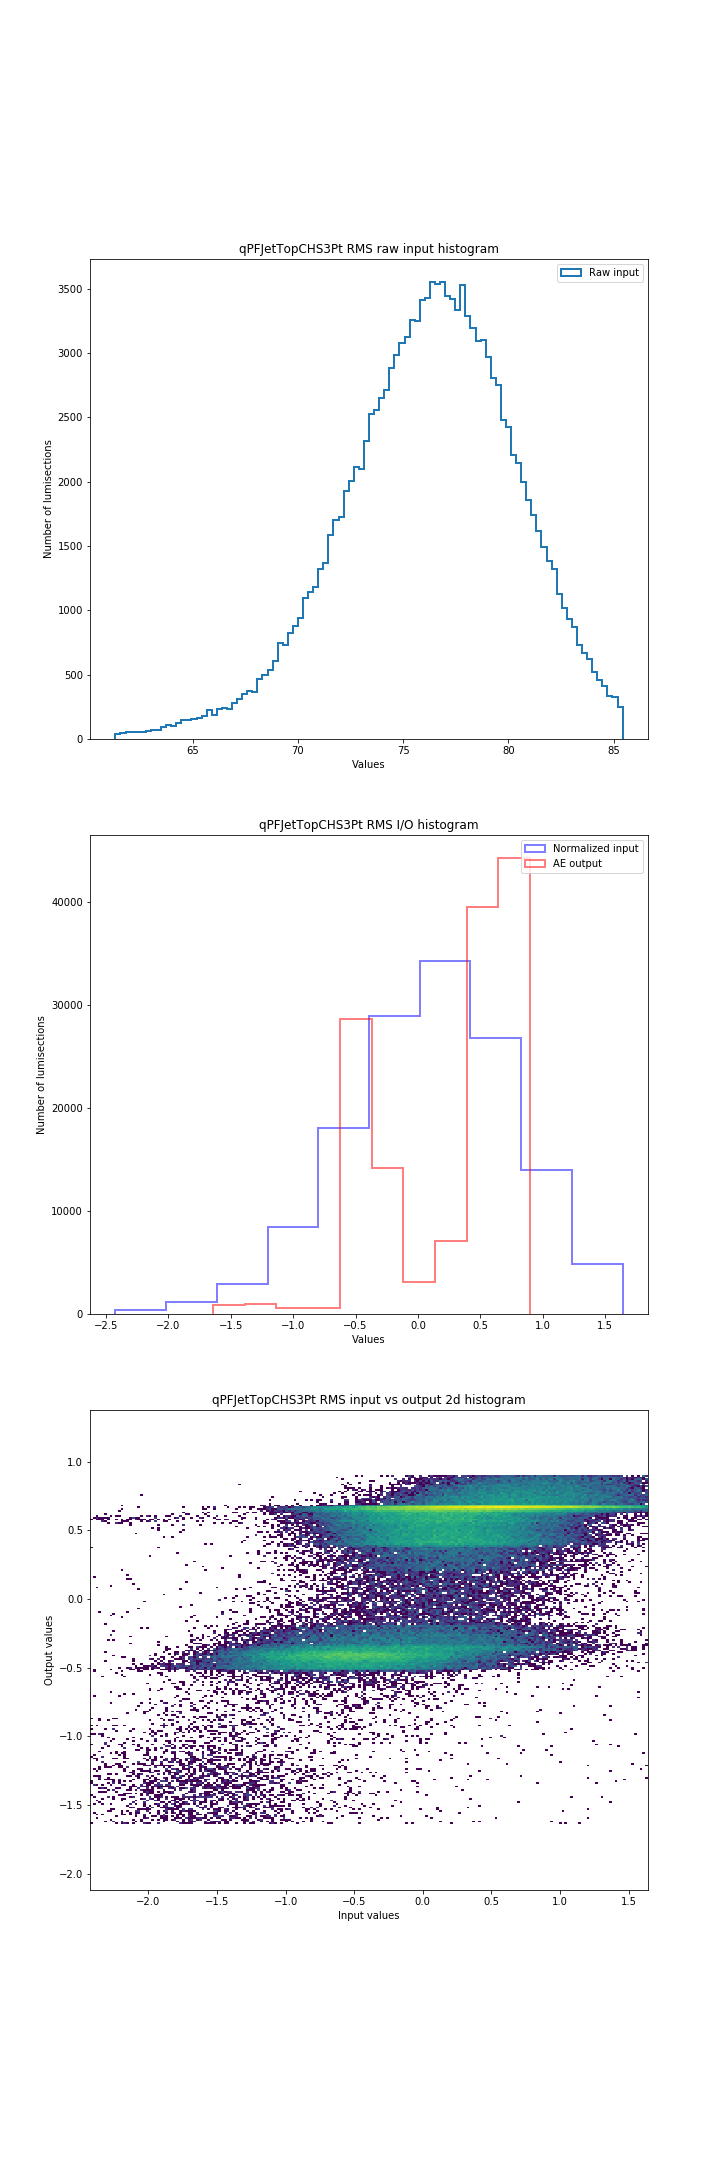 qPFJetTopCHS3Pt RMS raw input histogram
Raw input
3500
3000
2500
2000
1500
1000
500
0
Number of lumisections
65 70 75 80 85
Values
qPFJetTopCHS3Pt RMS I/O histogram
Normalized input
AE output
40000
30000
20000
10000
0
Number of lumisections
−2.5 −2.0 −1.5 −1.0 −0.5 0.0 0.5 1.0 1.5
Values
qPFJetTopCHS3Pt RMS input vs output 2d histogram
1.0
0.5
0.0
−0.5
−1.0
−1.5
−2.0
Output values
−2.0 −1.5 −1.0 −0.5 0.0 0.5 1.0 1.5
Input values